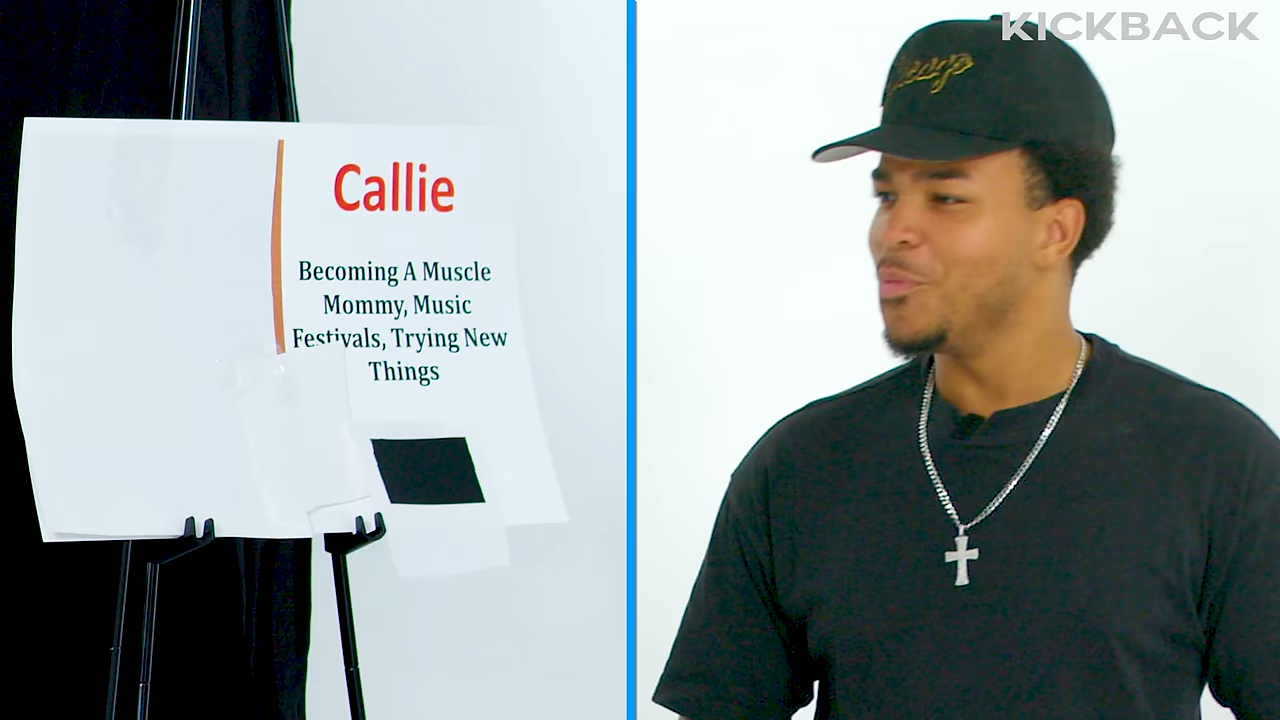 Callie
Becoming A Muscle
Mommy, Music
Festivals, Trying New
Things
KICKBACK